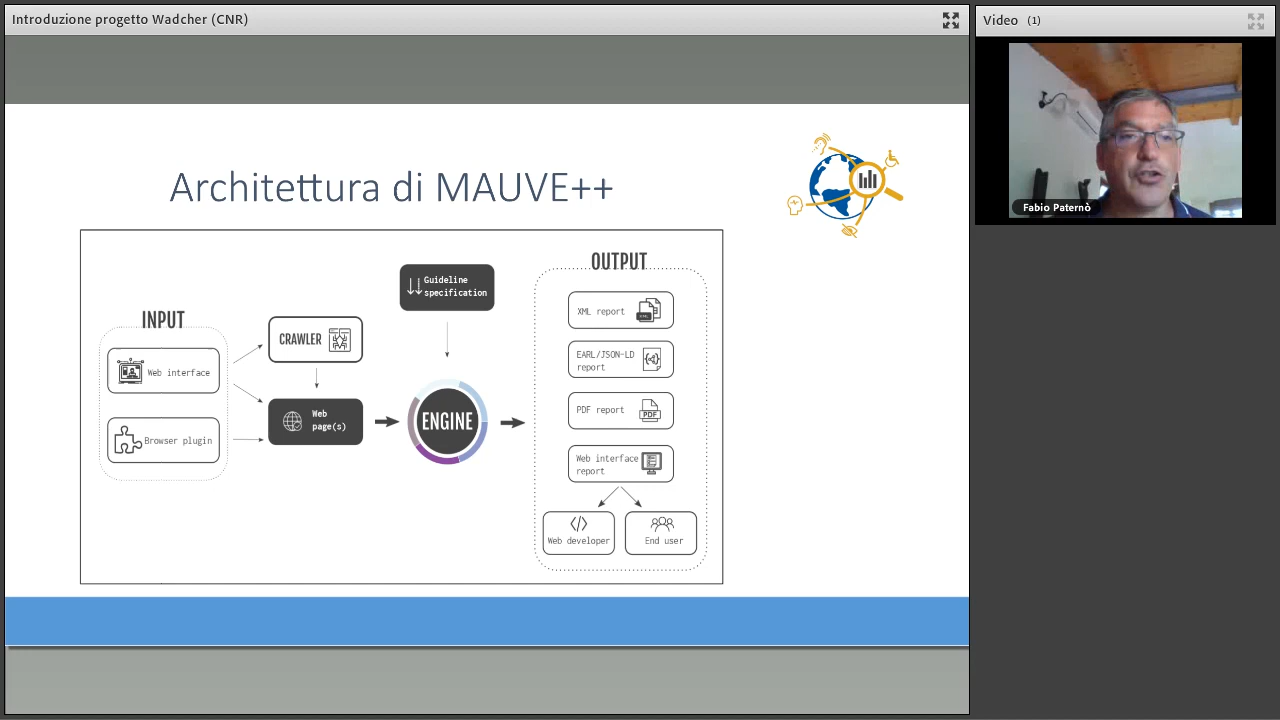 Introduzione progetto Wadcher (CNR)
Video (1)
Fabio Paternò
Architettura di MAUVE++
INPUT
Web interface
Browser plugin
CRAWLER
Web
page(s)
Guideline
specification
ENGINE
OUTPUT
XML report
EARL/JSON-LD
report
PDF report
PDF
Web interface
report
Web developer
End user